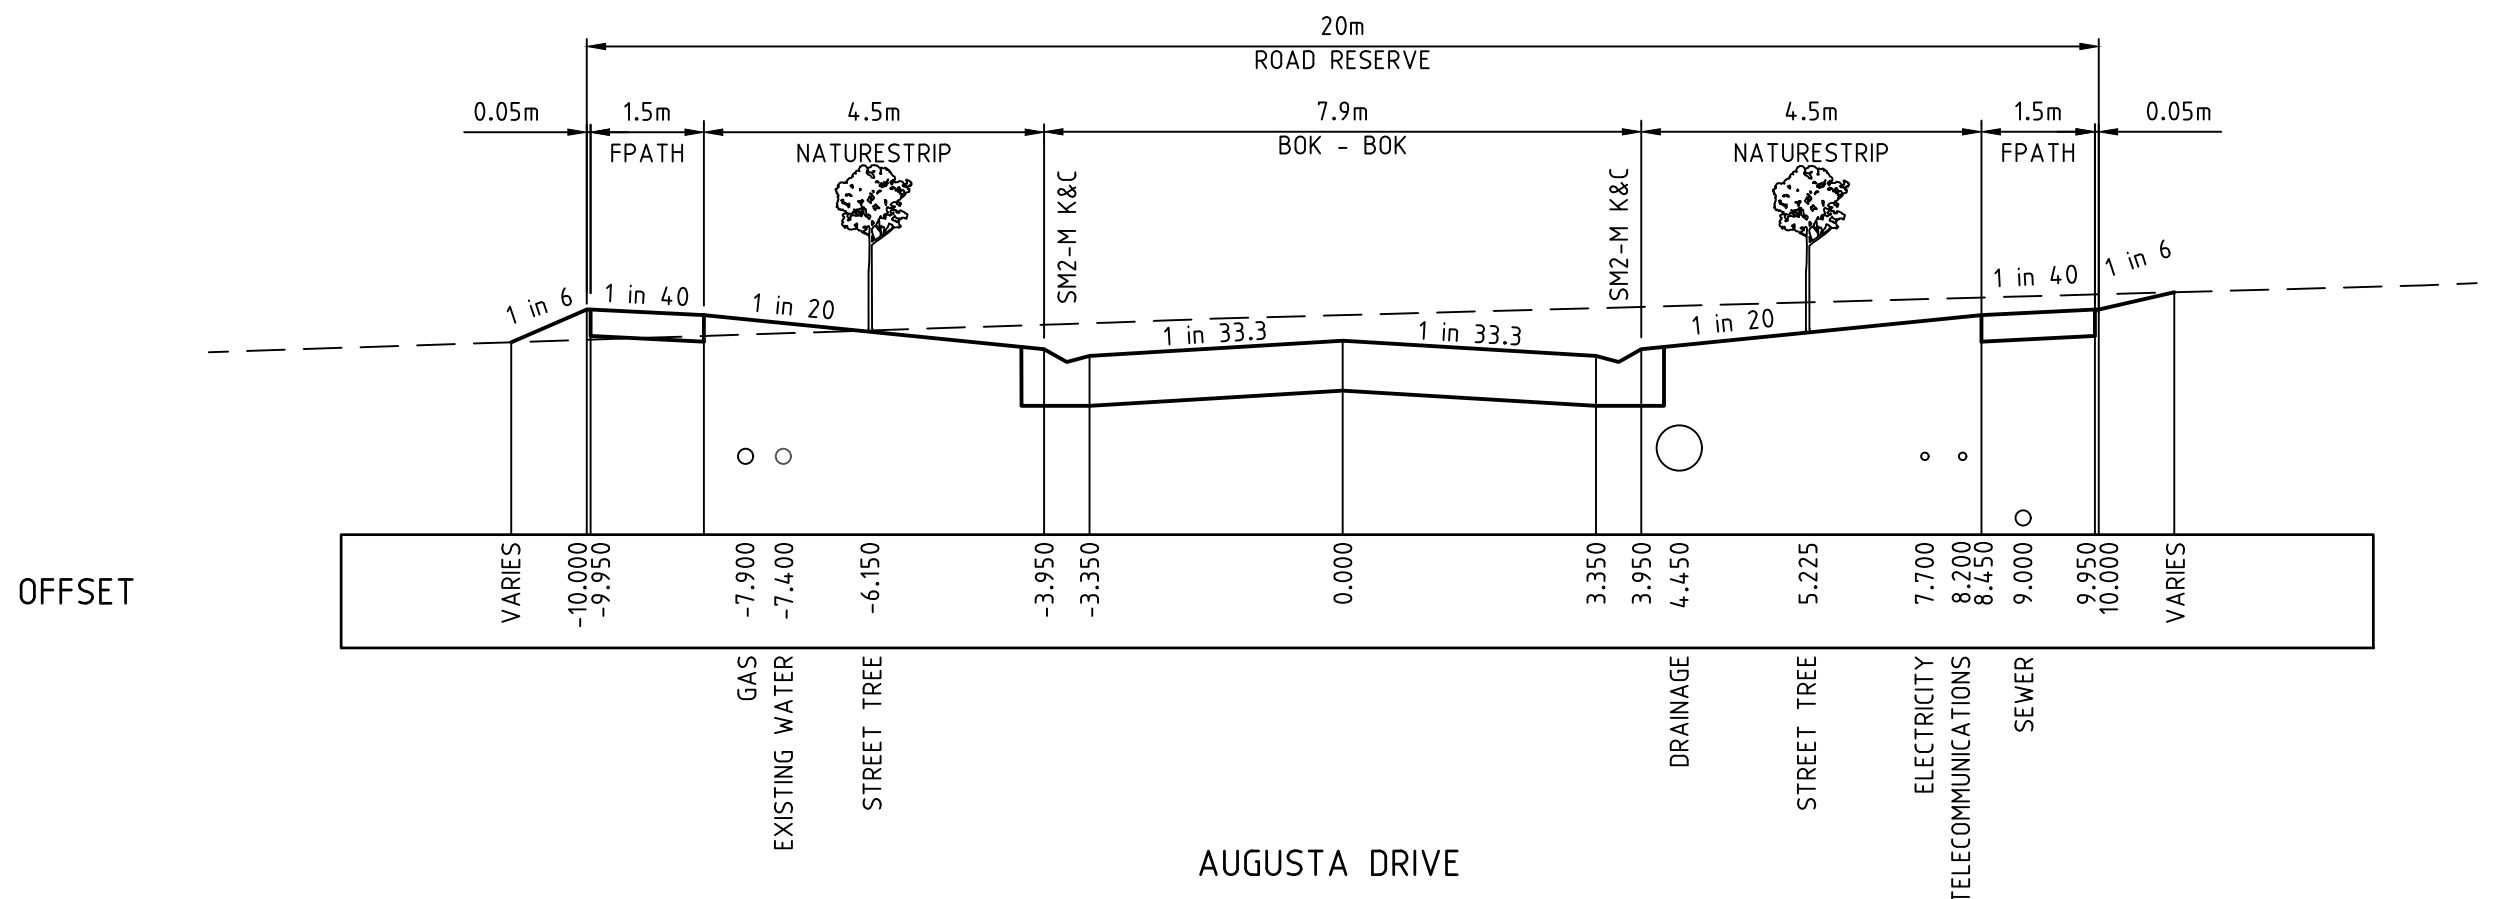 20m
ROAD RESERVE
0.05m 1.5m 4.5m 7.9m 4.5m 1.5m 0.05m
FPATH NATURESTRIP BOK - BOK NATURESTRIP FPATH
SM2-M K&C SM2-M K&C
1 in 6 1 in 40 1 in 20 1 in 33.3 1 in 33.3 1 in 20 1 in 40 1 in 6
OFFSET
VARIES
-10.000
-9.950
-7.900
-7.400
-6.150
-3.950
-3.350
0.000
3.350
3.950
4.450
5.225
7.700
8.200
8.450
9.000
9.950
10.000
VARIES
GAS
EXISTING WATER
STREET TREE
DRAINAGE
STREET TREE
ELECTRICITY
TELECOMMUNICATIONS
SEWER
AUGUSTA DRIVE